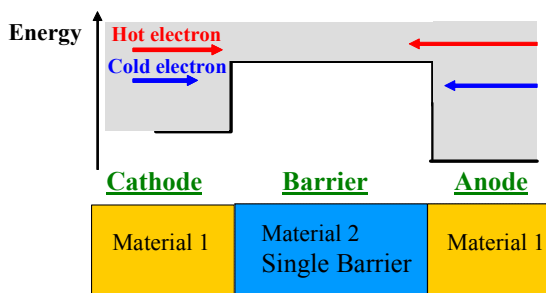 Energy
Hot electron
Cold electron
Cathode Barrier Anode
Material 1 Material 2 Single Barrier Material 1